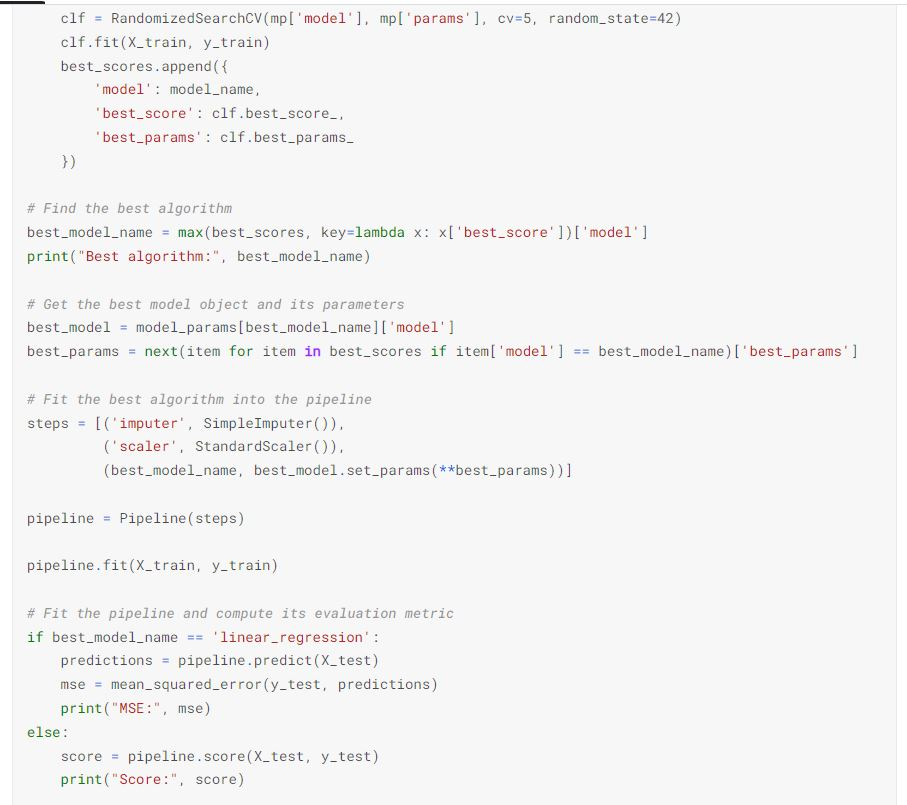 clf = RandomizedSearchCV(mp['model'], mp['params'], cv=5, random_state=42)
    clf.fit(X_train, y_train)
    best_scores.append({
        'model': model_name,
        'best_score': clf.best_score_,
        'best_params': clf.best_params_
    })
# Find the best algorithm
best_model_name = max(best_scores, key=lambda x: x['best_score'])['model']
print("Best algorithm:", best_model_name)
# Get the best model object and its parameters
best_model = model_params[best_model_name]['model']
best_params = next(item for item in best_scores if item['model'] == best_model_name)['best_params']
# Fit the best algorithm into the pipeline
steps = [('imputer', SimpleImputer()),
         ('scaler', StandardScaler()),
         (best_model_name, best_model.set_params(**best_params))]
pipeline = Pipeline(steps)
pipeline.fit(X_train, y_train)
# Fit the pipeline and compute its evaluation metric
if best_model_name == 'linear_regression':
    predictions = pipeline.predict(X_test)
    mse = mean_squared_error(y_test, predictions)
    print("MSE:", mse)
else:
    score = pipeline.score(X_test, y_test)
    print("Score:", score)